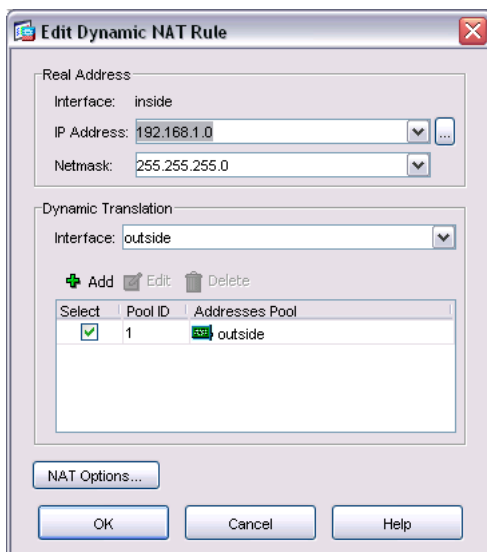 Edit Dynamic NAT Rule
Real Address
Interface: inside
IP Address: 192.168.1.0
...
Netmask: 255.255.255.0
Dynamic Translation
Interface: outside
Add Edit Delete
Select Pool ID Addresses Pool
1 outside
NAT Options...
OK Cancel Help